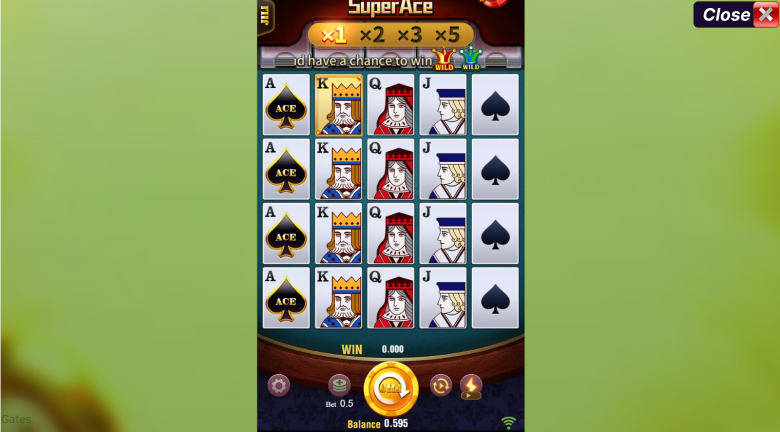 SuperAce
Close
JILI
×1 ×2 ×3 ×5
d have a chance to win WILD WILD
A K Q J
ACE
A K Q J
ACE
A K Q J
ACE
A K Q J
ACE
WIN 0.000
Bet 0.5
Balance 0.595
Gates